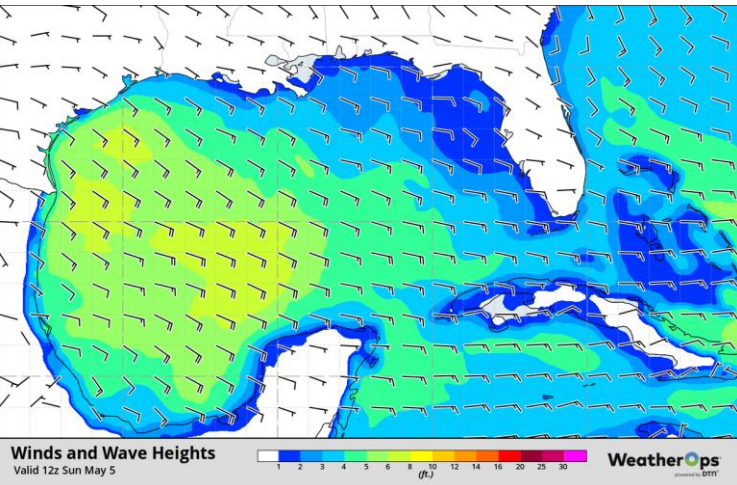 Winds and Wave Heights
Valid 12z Sun May 5
1 2 3 4 5 6 8 10 12 14 16 20 25 30
(ft.)
WeatherOps
powered by DTN